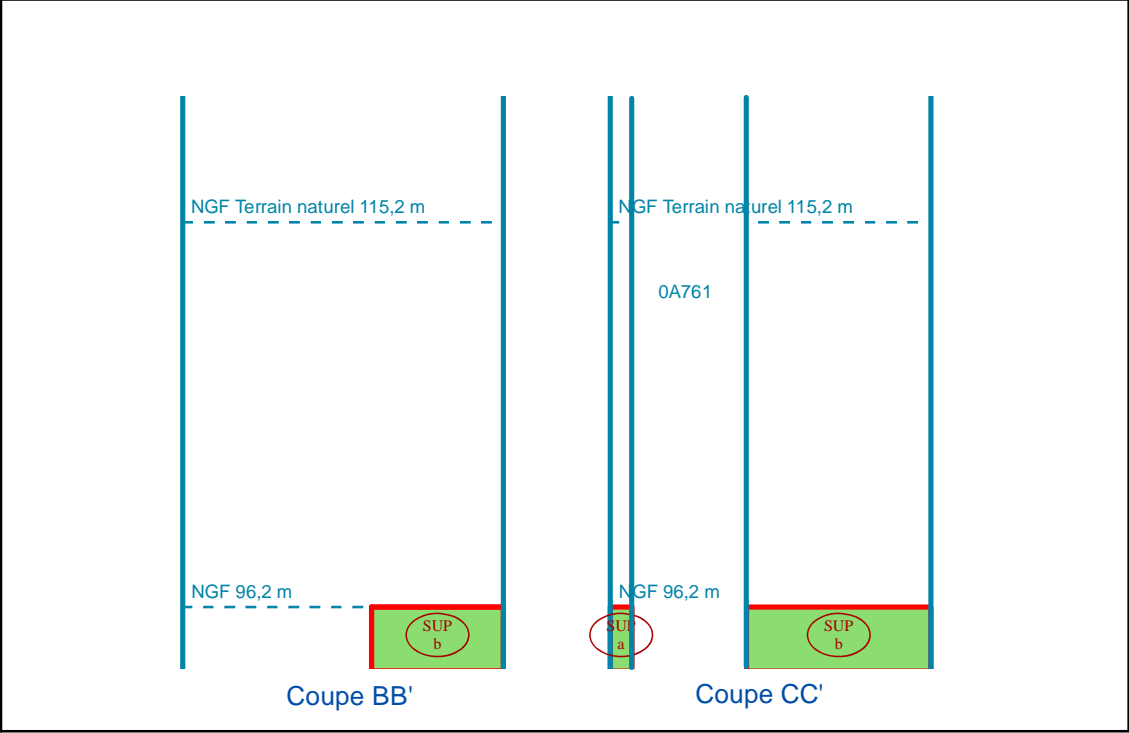 NGF Terrain naturel 115,2 m
NGF Terrain naturel 115,2 m
0A761
NGF 96,2 m
NGF 96,2 m
SUP
b
SUP
a
SUP
b
Coupe BB'
Coupe CC'